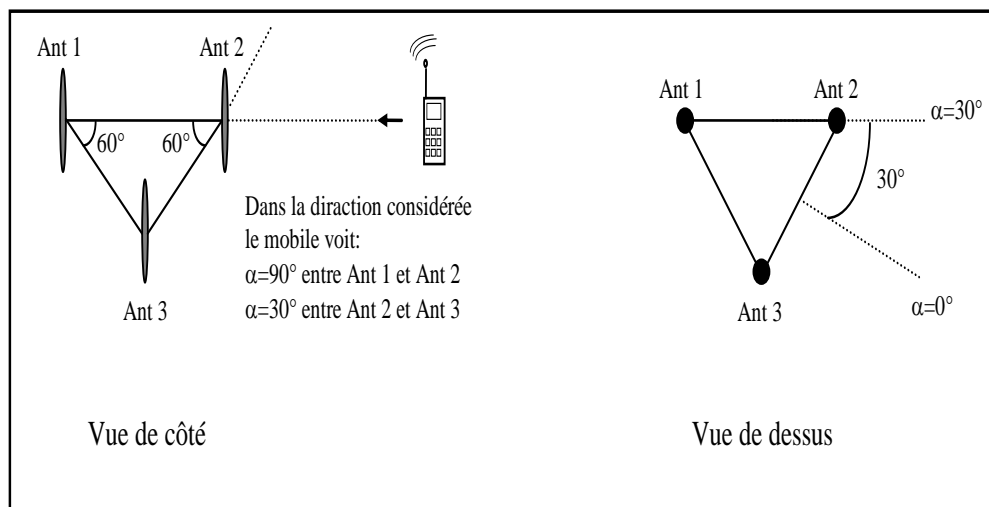 Ant 1
Ant 2
60°
60°
Ant 3
Dans la diraction considérée
le mobile voit:
α=90° entre Ant 1 et Ant 2
α=30° entre Ant 2 et Ant 3
Vue de côté
Ant 1
Ant 2
α=30°
30°
Ant 3
α=0°
Vue de dessus